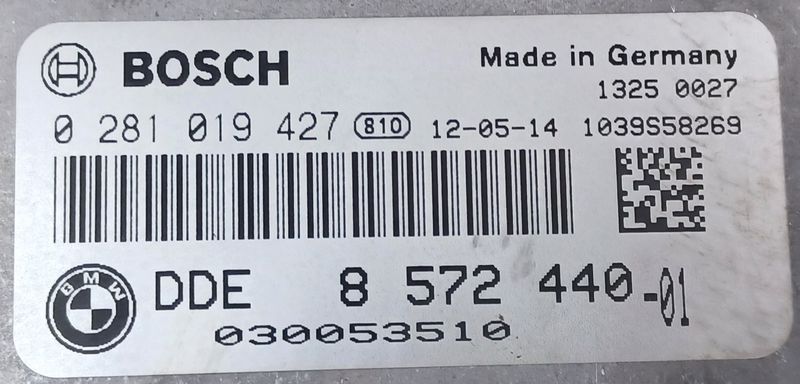 BOSCH
Made in Germany
1325 0027
0 281 019 427 810 12-05-14 1039S58269
BMW
DDE 8 572 440-01
030053510